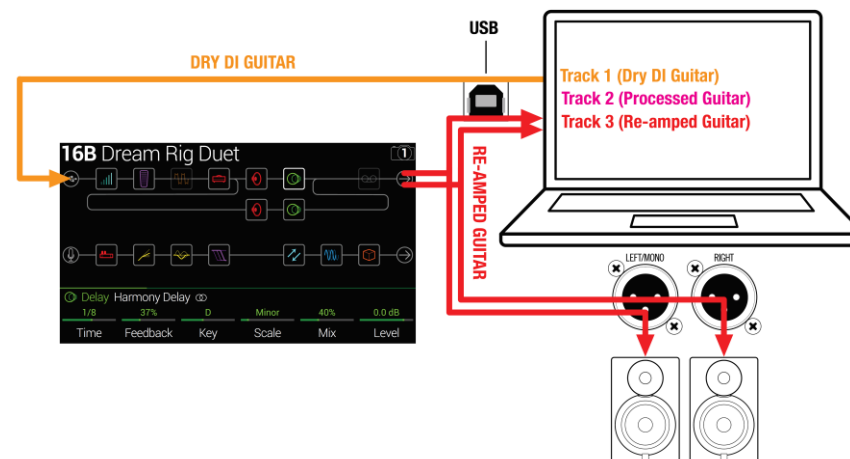 USB
DRY DI GUITAR
Track 1 (Dry DI Guitar)
Track 2 (Processed Guitar)
Track 3 (Re-amped Guitar)
16B Dream Rig Duet
1
RE-AMPED GUITAR
LEFT/MONO
RIGHT
Delay Harmony Delay
1/8 37% D Minor 40% 0.0 dB
Time Feedback Key Scale Mix Level